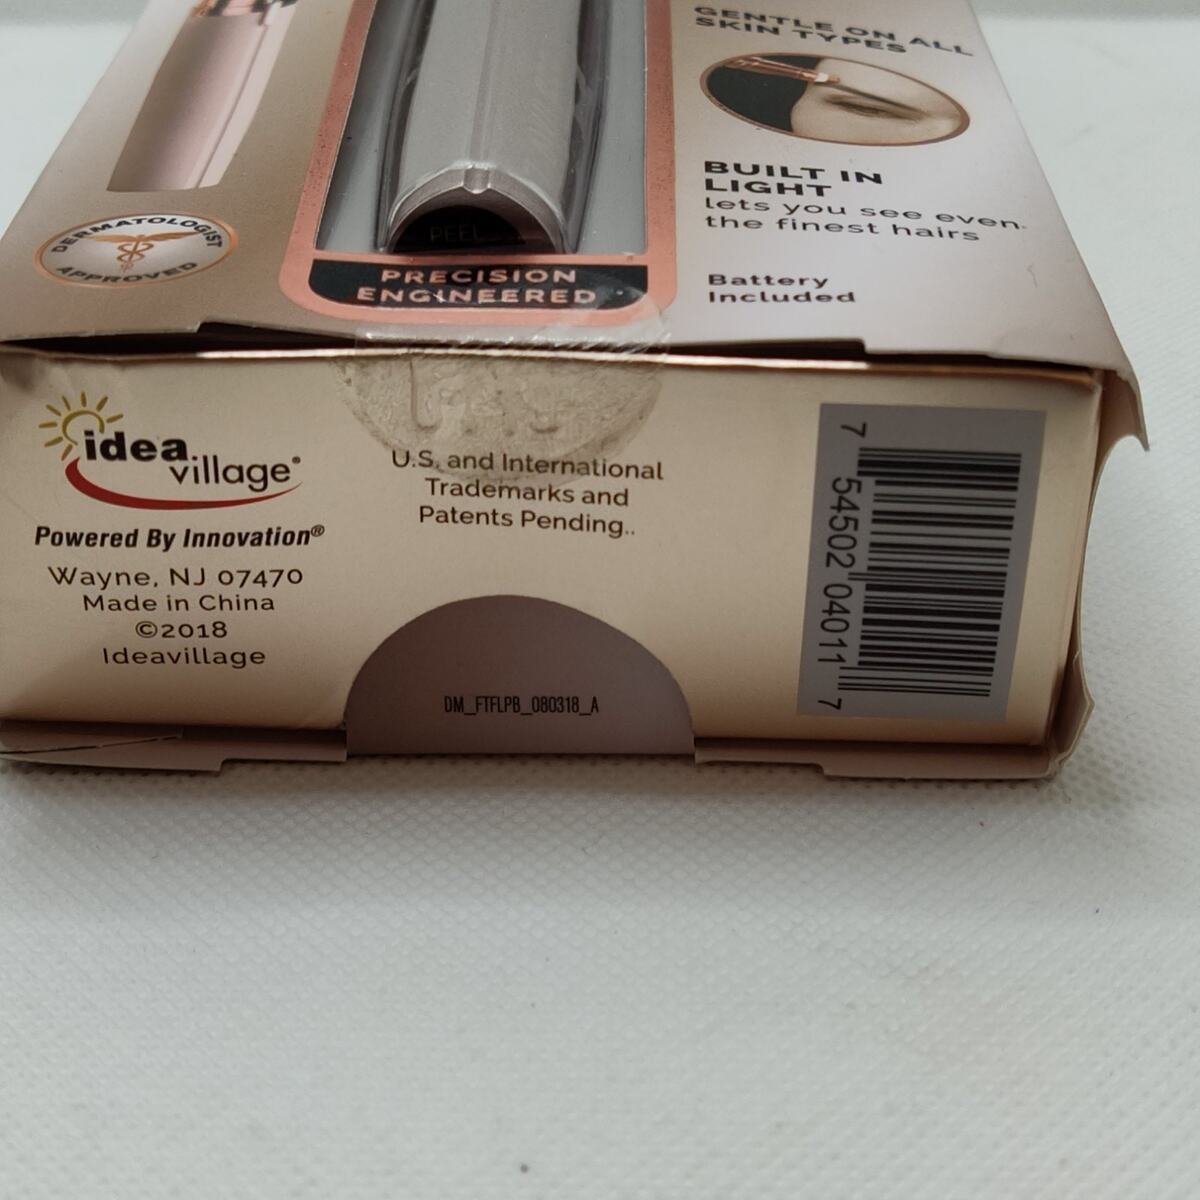 GENTLE ON ALL
SKIN TYPES
BUILT IN
LIGHT
lets you see even
the finest hairs
Battery
Included
DERMATOLOGIST
APPROVED
PEEL
PRECISION
ENGINEERED
idea
village®
Powered By Innovation®
Wayne, NJ 07470
Made in China
©2018
Ideavillage
U.S. and International
Trademarks and
Patents Pending..
DM_FTFLPB_080318_A
7 54502 04011 7